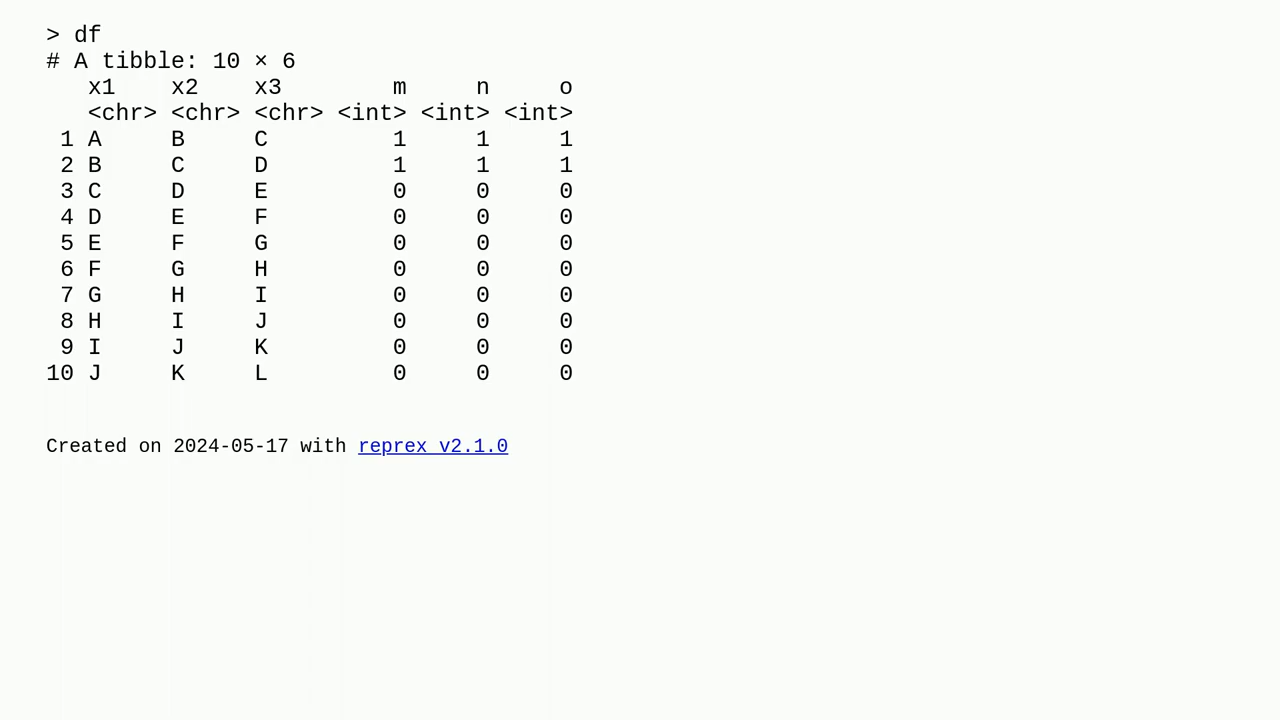 > df
# A tibble: 10 × 6
   x1    x2    x3        m     n     o
   <chr> <chr> <chr> <int> <int> <int>
 1 A     B     C         1     1     1
 2 B     C     D         1     1     1
 3 C     D     E         0     0     0
 4 D     E     F         0     0     0
 5 E     F     G         0     0     0
 6 F     G     H         0     0     0
 7 G     H     I         0     0     0
 8 H     I     J         0     0     0
 9 I     J     K         0     0     0
10 J     K     L         0     0     0
Created on 2024-05-17 with reprex v2.1.0